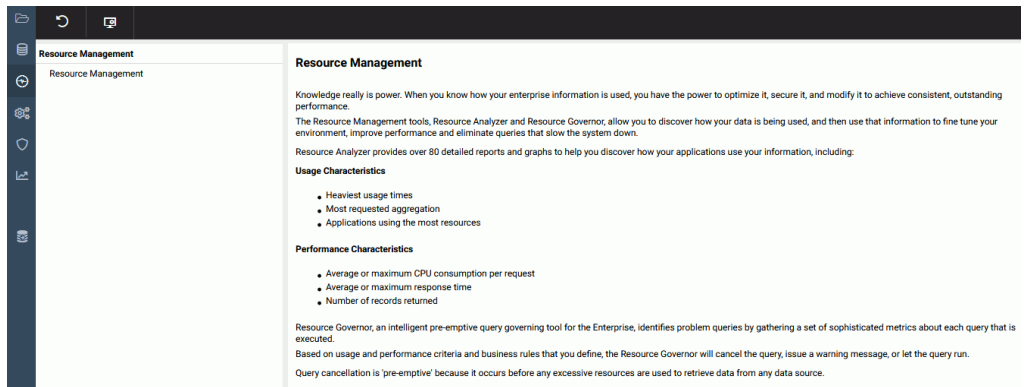 Resource Management
Resource Management
Resource Management
Knowledge really is power. When you know how your enterprise information is used, you have the power to optimize it, secure it, and modify it to achieve consistent, outstanding
performance.
The Resource Management tools, Resource Analyzer and Resource Governor, allow you to discover how your data is being used, and then use that information to fine tune your
environment, improve performance and eliminate queries that slow the system down.
Resource Analyzer provides over 80 detailed reports and graphs to help you discover how your applications use your information, including:
Usage Characteristics
• Heaviest usage times
• Most requested aggregation
• Applications using the most resources
Performance Characteristics
• Average or maximum CPU consumption per request
• Average or maximum response time
• Number of records returned
Resource Governor, an intelligent pre-emptive query governing tool for the Enterprise, identifies problem queries by gathering a set of sophisticated metrics about each query that is
executed.
Based on usage and performance criteria and business rules that you define, the Resource Governor will cancel the query, issue a warning message, or let the query run.
Query cancellation is 'pre-emptive' because it occurs before any excessive resources are used to retrieve data from any data source.